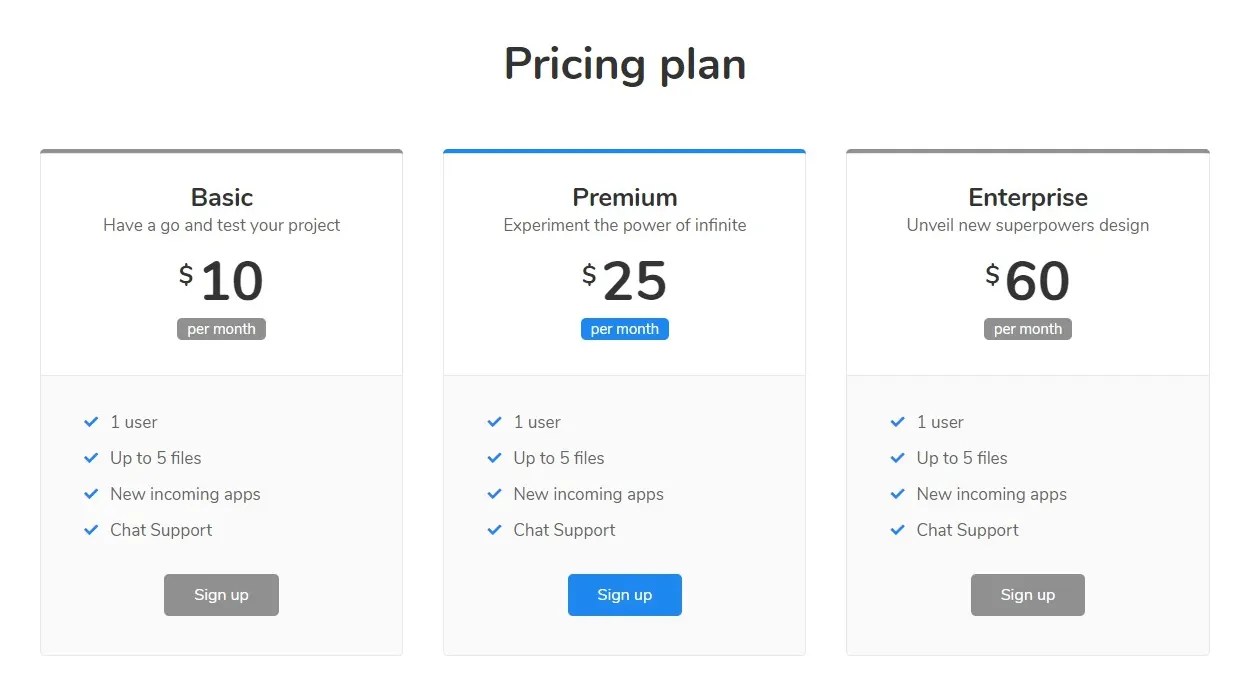 Pricing plan
Basic
Have a go and test your project
$10
per month
1 user
Up to 5 files
New incoming apps
Chat Support
Sign up
Premium
Experiment the power of infinite
$25
per month
1 user
Up to 5 files
New incoming apps
Chat Support
Sign up
Enterprise
Unveil new superpowers design
$60
per month
1 user
Up to 5 files
New incoming apps
Chat Support
Sign up